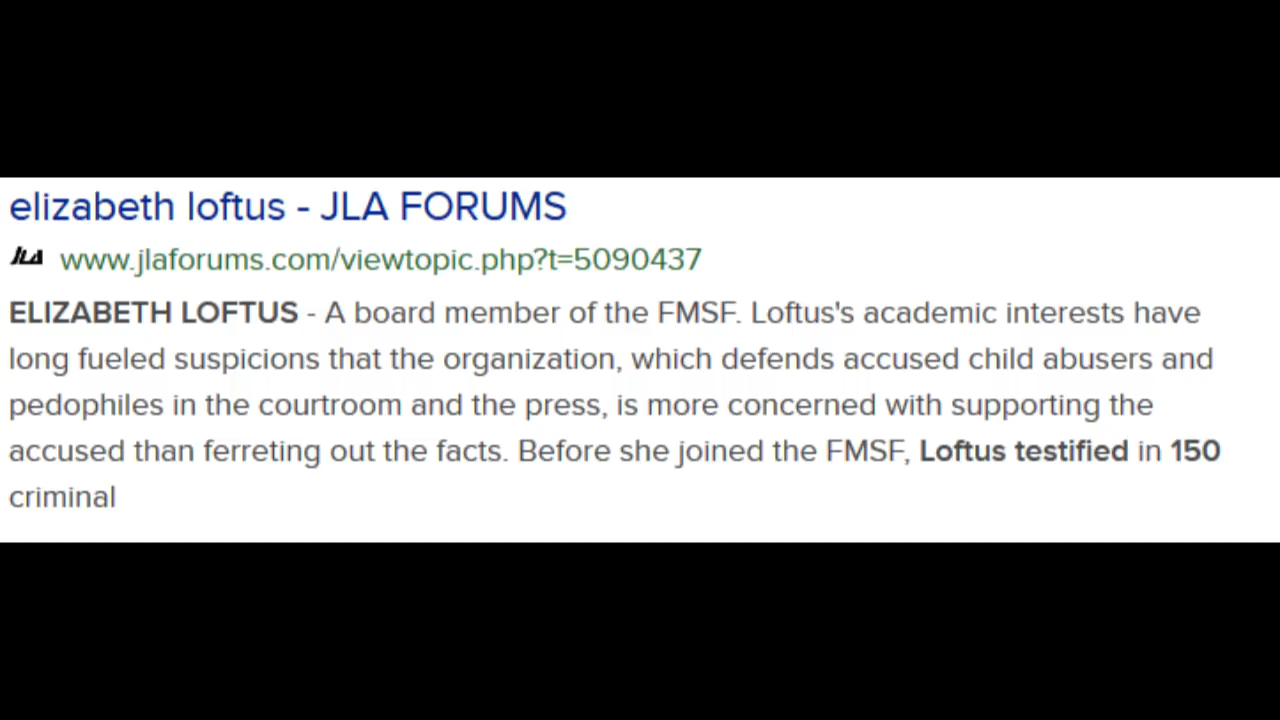 elizabeth loftus - JLA FORUMS
JLA www.jlaforums.com/viewtopic.php?t=5090437
ELIZABETH LOFTUS - A board member of the FMSF. Loftus's academic interests have
long fueled suspicions that the organization, which defends accused child abusers and
pedophiles in the courtroom and the press, is more concerned with supporting the
accused than ferreting out the facts. Before she joined the FMSF, Loftus testified in 150
criminal